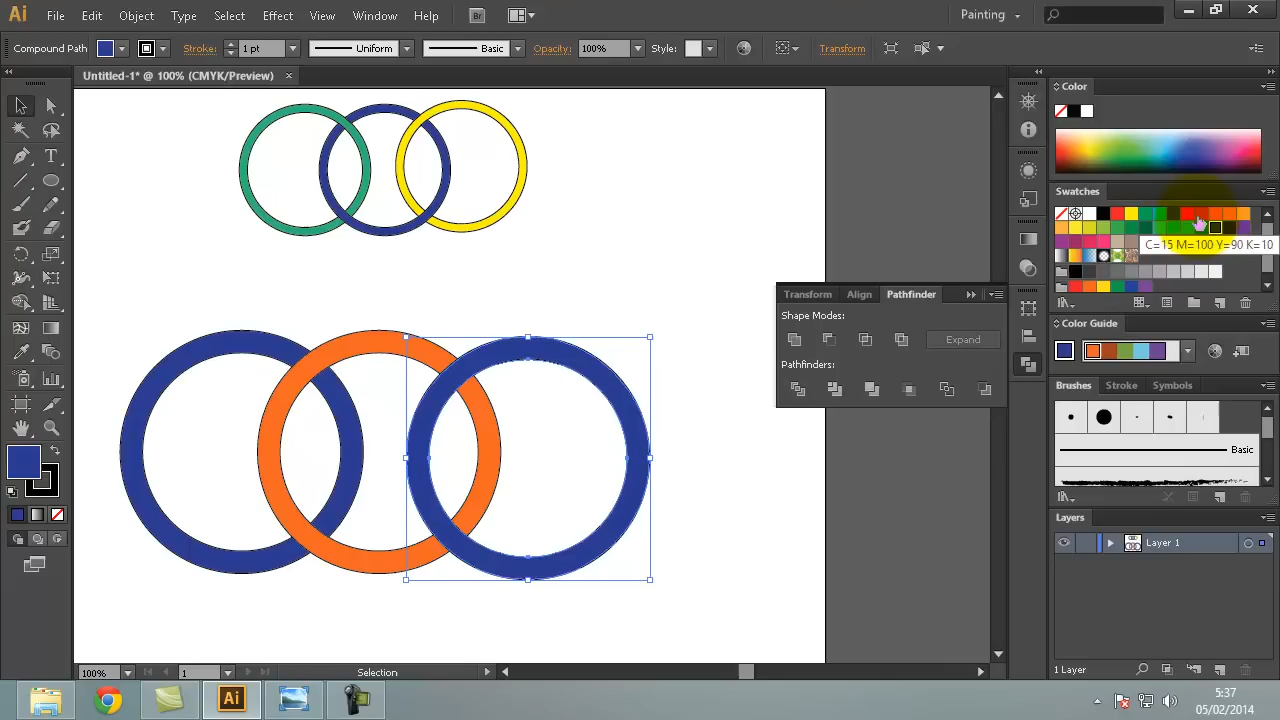 Ai File Edit Object Type Select Effect View Window Help Br Painting
Compound Path Stroke: 1 pt Uniform Basic Opacity: 100% Style: Transform
Untitled-1* @ 100% (CMYK/Preview)
Color
Swatches
C=15 M=100 Y=90 K=10
Transform Align Pathfinder
Shape Modes:
Expand
Pathfinders:
Color Guide
Brushes Stroke Symbols
Basic
Layers
Layer 1
100% 1 Selection 1 Layer
Ai
5:37
05/02/2014